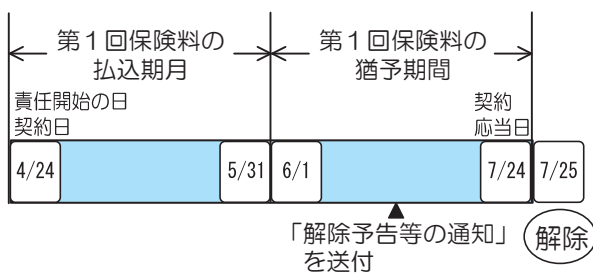 第１回保険料の
払込期月
第１回保険料の
猶予期間
責任開始の日
契約日
契約
応当日
4/24
5/31
6/1
7/24
7/25
「解除予告等の通知」
を送付
解除